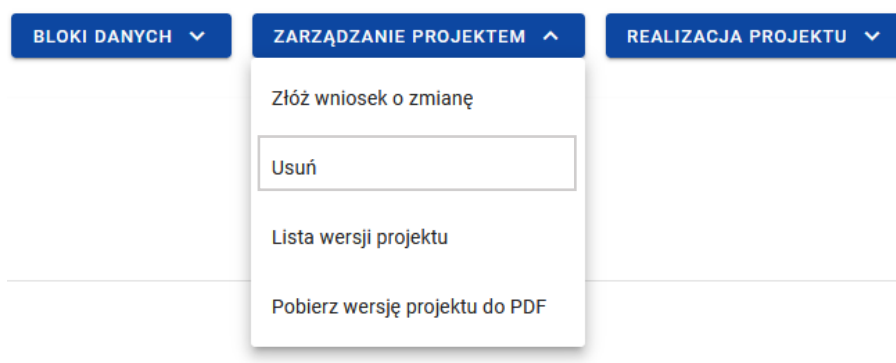 BLOKI DANYCH ZARZĄDZANIE PROJEKTEM REALIZACJA PROJEKTU
Złóż wniosek o zmianę
Usuń
Lista wersji projektu
Pobierz wersję projektu do PDF